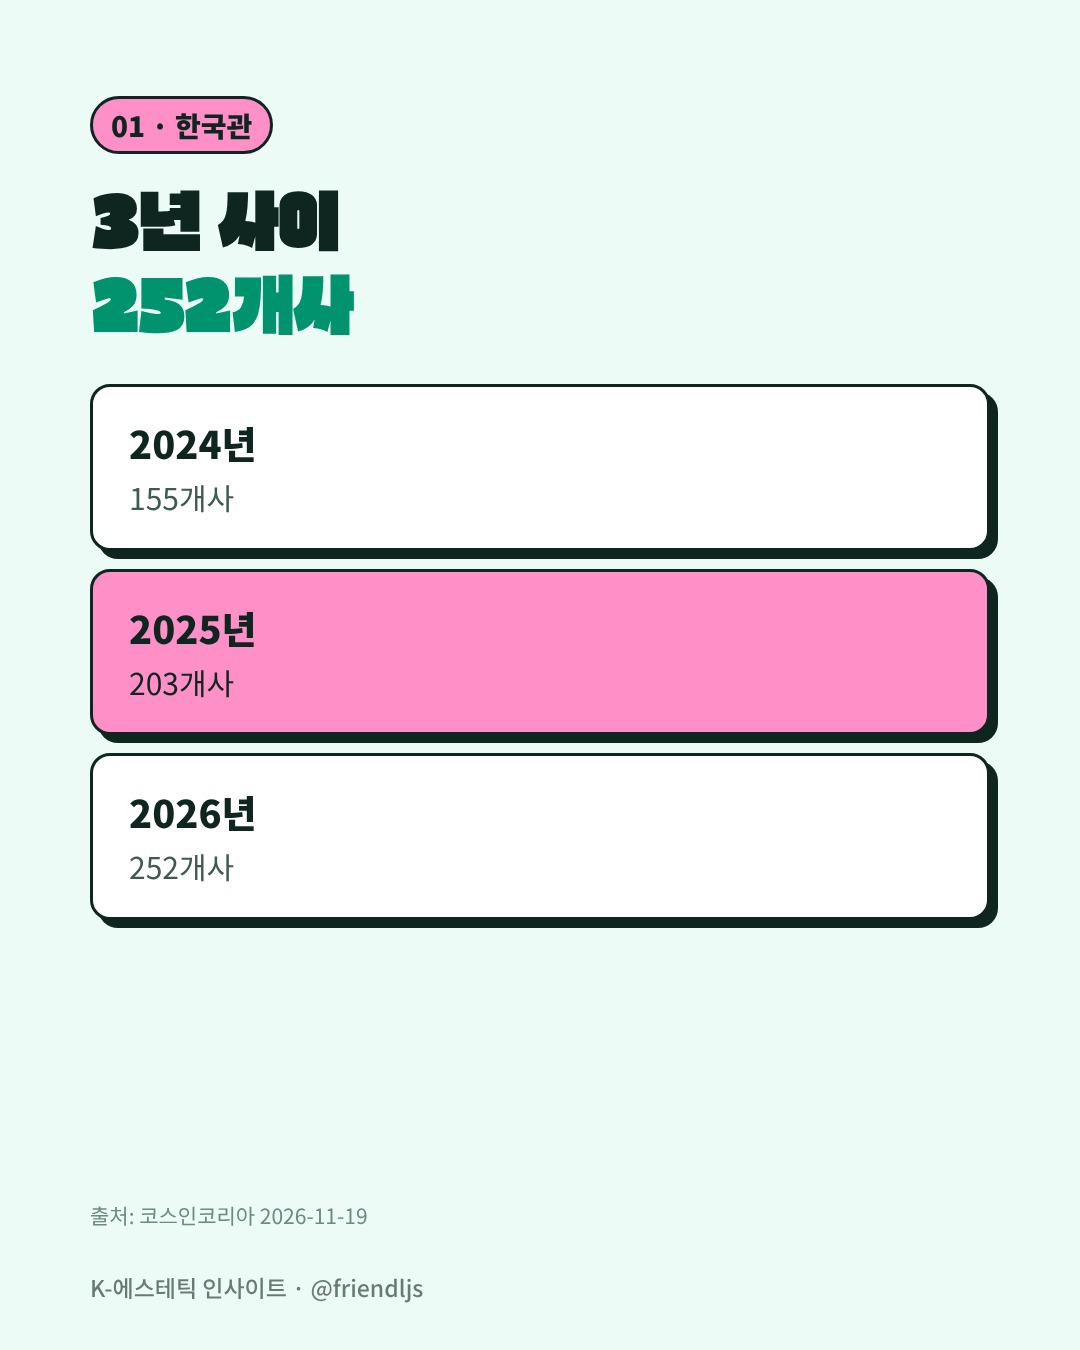 01 · 한국관
3년 사이
252개사
2024년
155개사
2025년
203개사
2026년
252개사
출처: 코스인코리아 2026-11-19
K-에스테틱 인사이트 · @friendljs